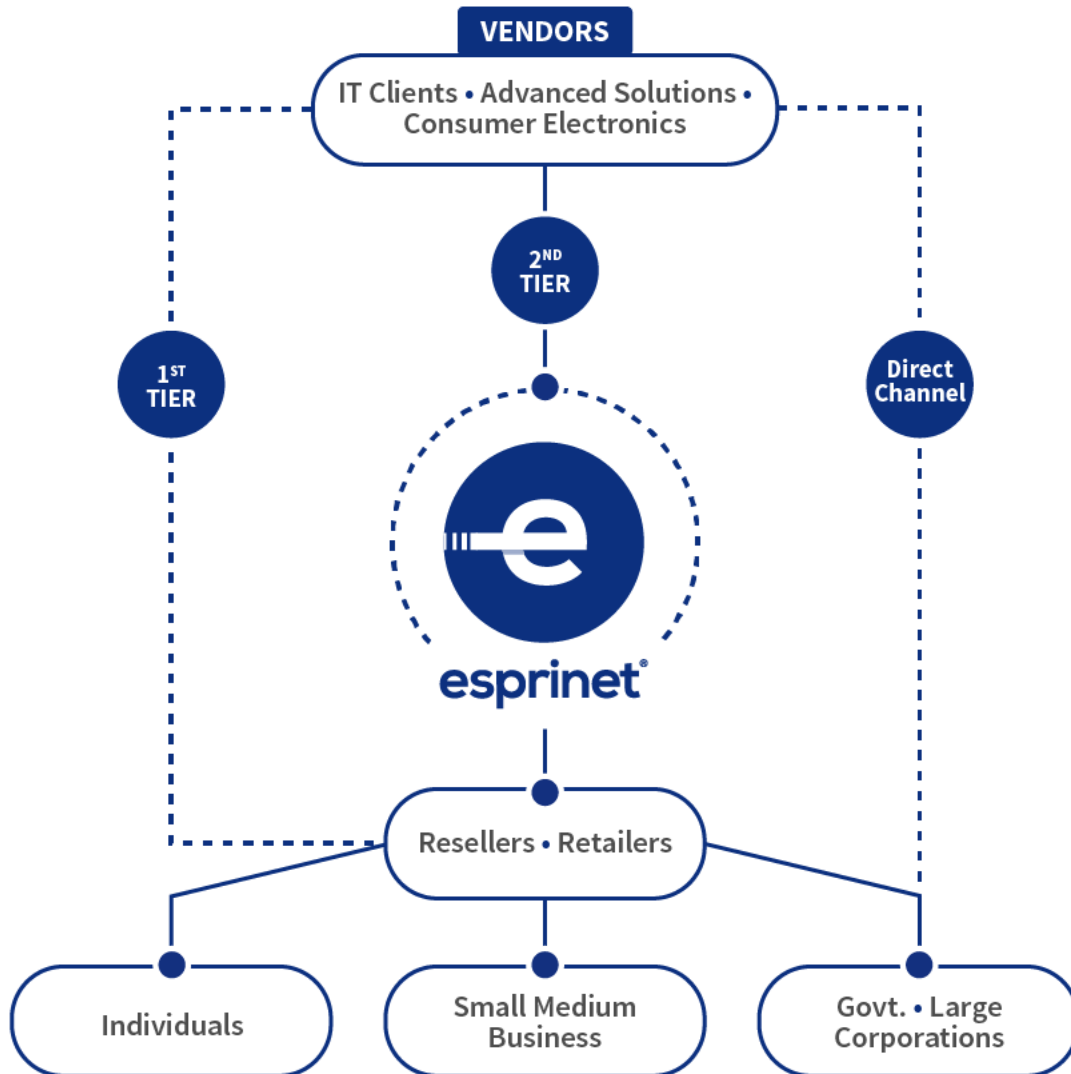 VENDORS
IT Clients • Advanced Solutions •
Consumer Electronics
2ND
TIER
1ST
TIER
Direct
Channel
e
esprinet®
Resellers • Retailers
Individuals
Small Medium
Business
Govt. • Large
Corporations